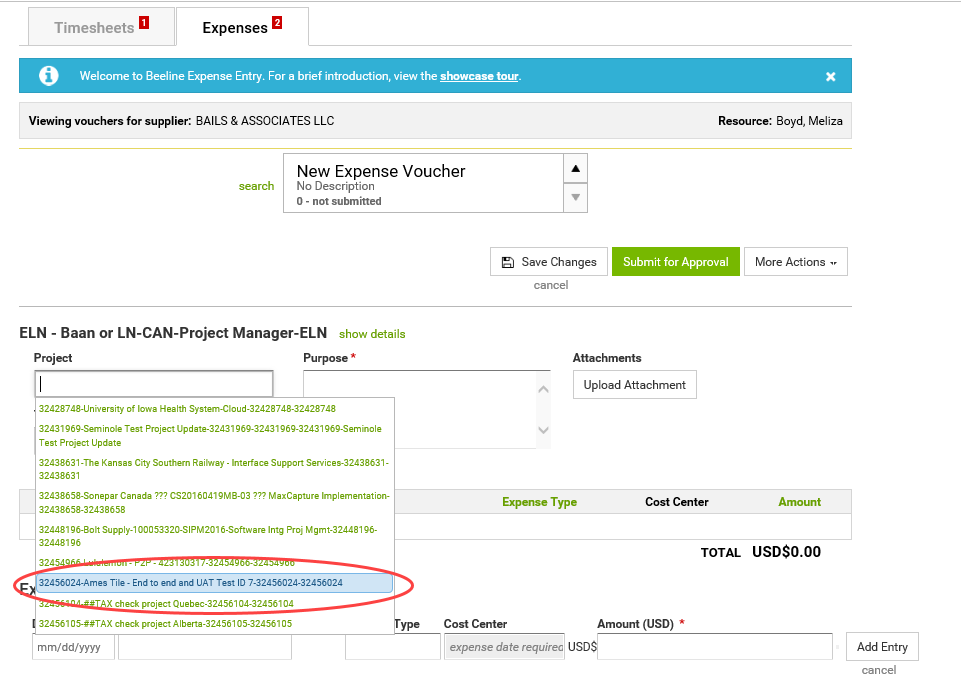 Timesheets 1
Expenses 2
Welcome to Beeline Expense Entry. For a brief introduction, view the showcase tour.
Viewing vouchers for supplier: BAILS & ASSOCIATES LLC
Resource: Boyd, Meliza
search
New Expense Voucher
No Description
0 - not submitted
Save Changes
Submit for Approval
More Actions
cancel
ELN - Baan or LN-CAN-Project Manager-ELN show details
Project
Purpose *
Attachments
Upload Attachment
32428748-University of Iowa Health System-Cloud-32428748-32428748
32431969-Seminole Test Project Update-32431969-32431969-32431969-Seminole
Test Project Update
32438631-The Kansas City Southern Railway - Interface Support Services-32438631-
32438631
32438658-Sonepar Canada ??? CS20160419MB-03 ??? MaxCapture Implementation-
32438658-32438658
32448196-Bolt Supply-100053320-SIPM2016-Software Intg Proj Mgmt-32448196-
32448196
32454966-Lululemon - P2P - 423130317-32454966-32454966
32456024-Ames Tile - End to end and UAT Test ID 7-32456024-32456024
32456104-##TAX check project Quebec-32456104-32456104
32456105-##TAX check project Alberta-32456105-32456105
Expense Type
Cost Center
Amount
TOTAL USD$0.00
Type
Cost Center
Amount (USD) *
mm/dd/yyyy
expense date required
USD$
Add Entry
cancel